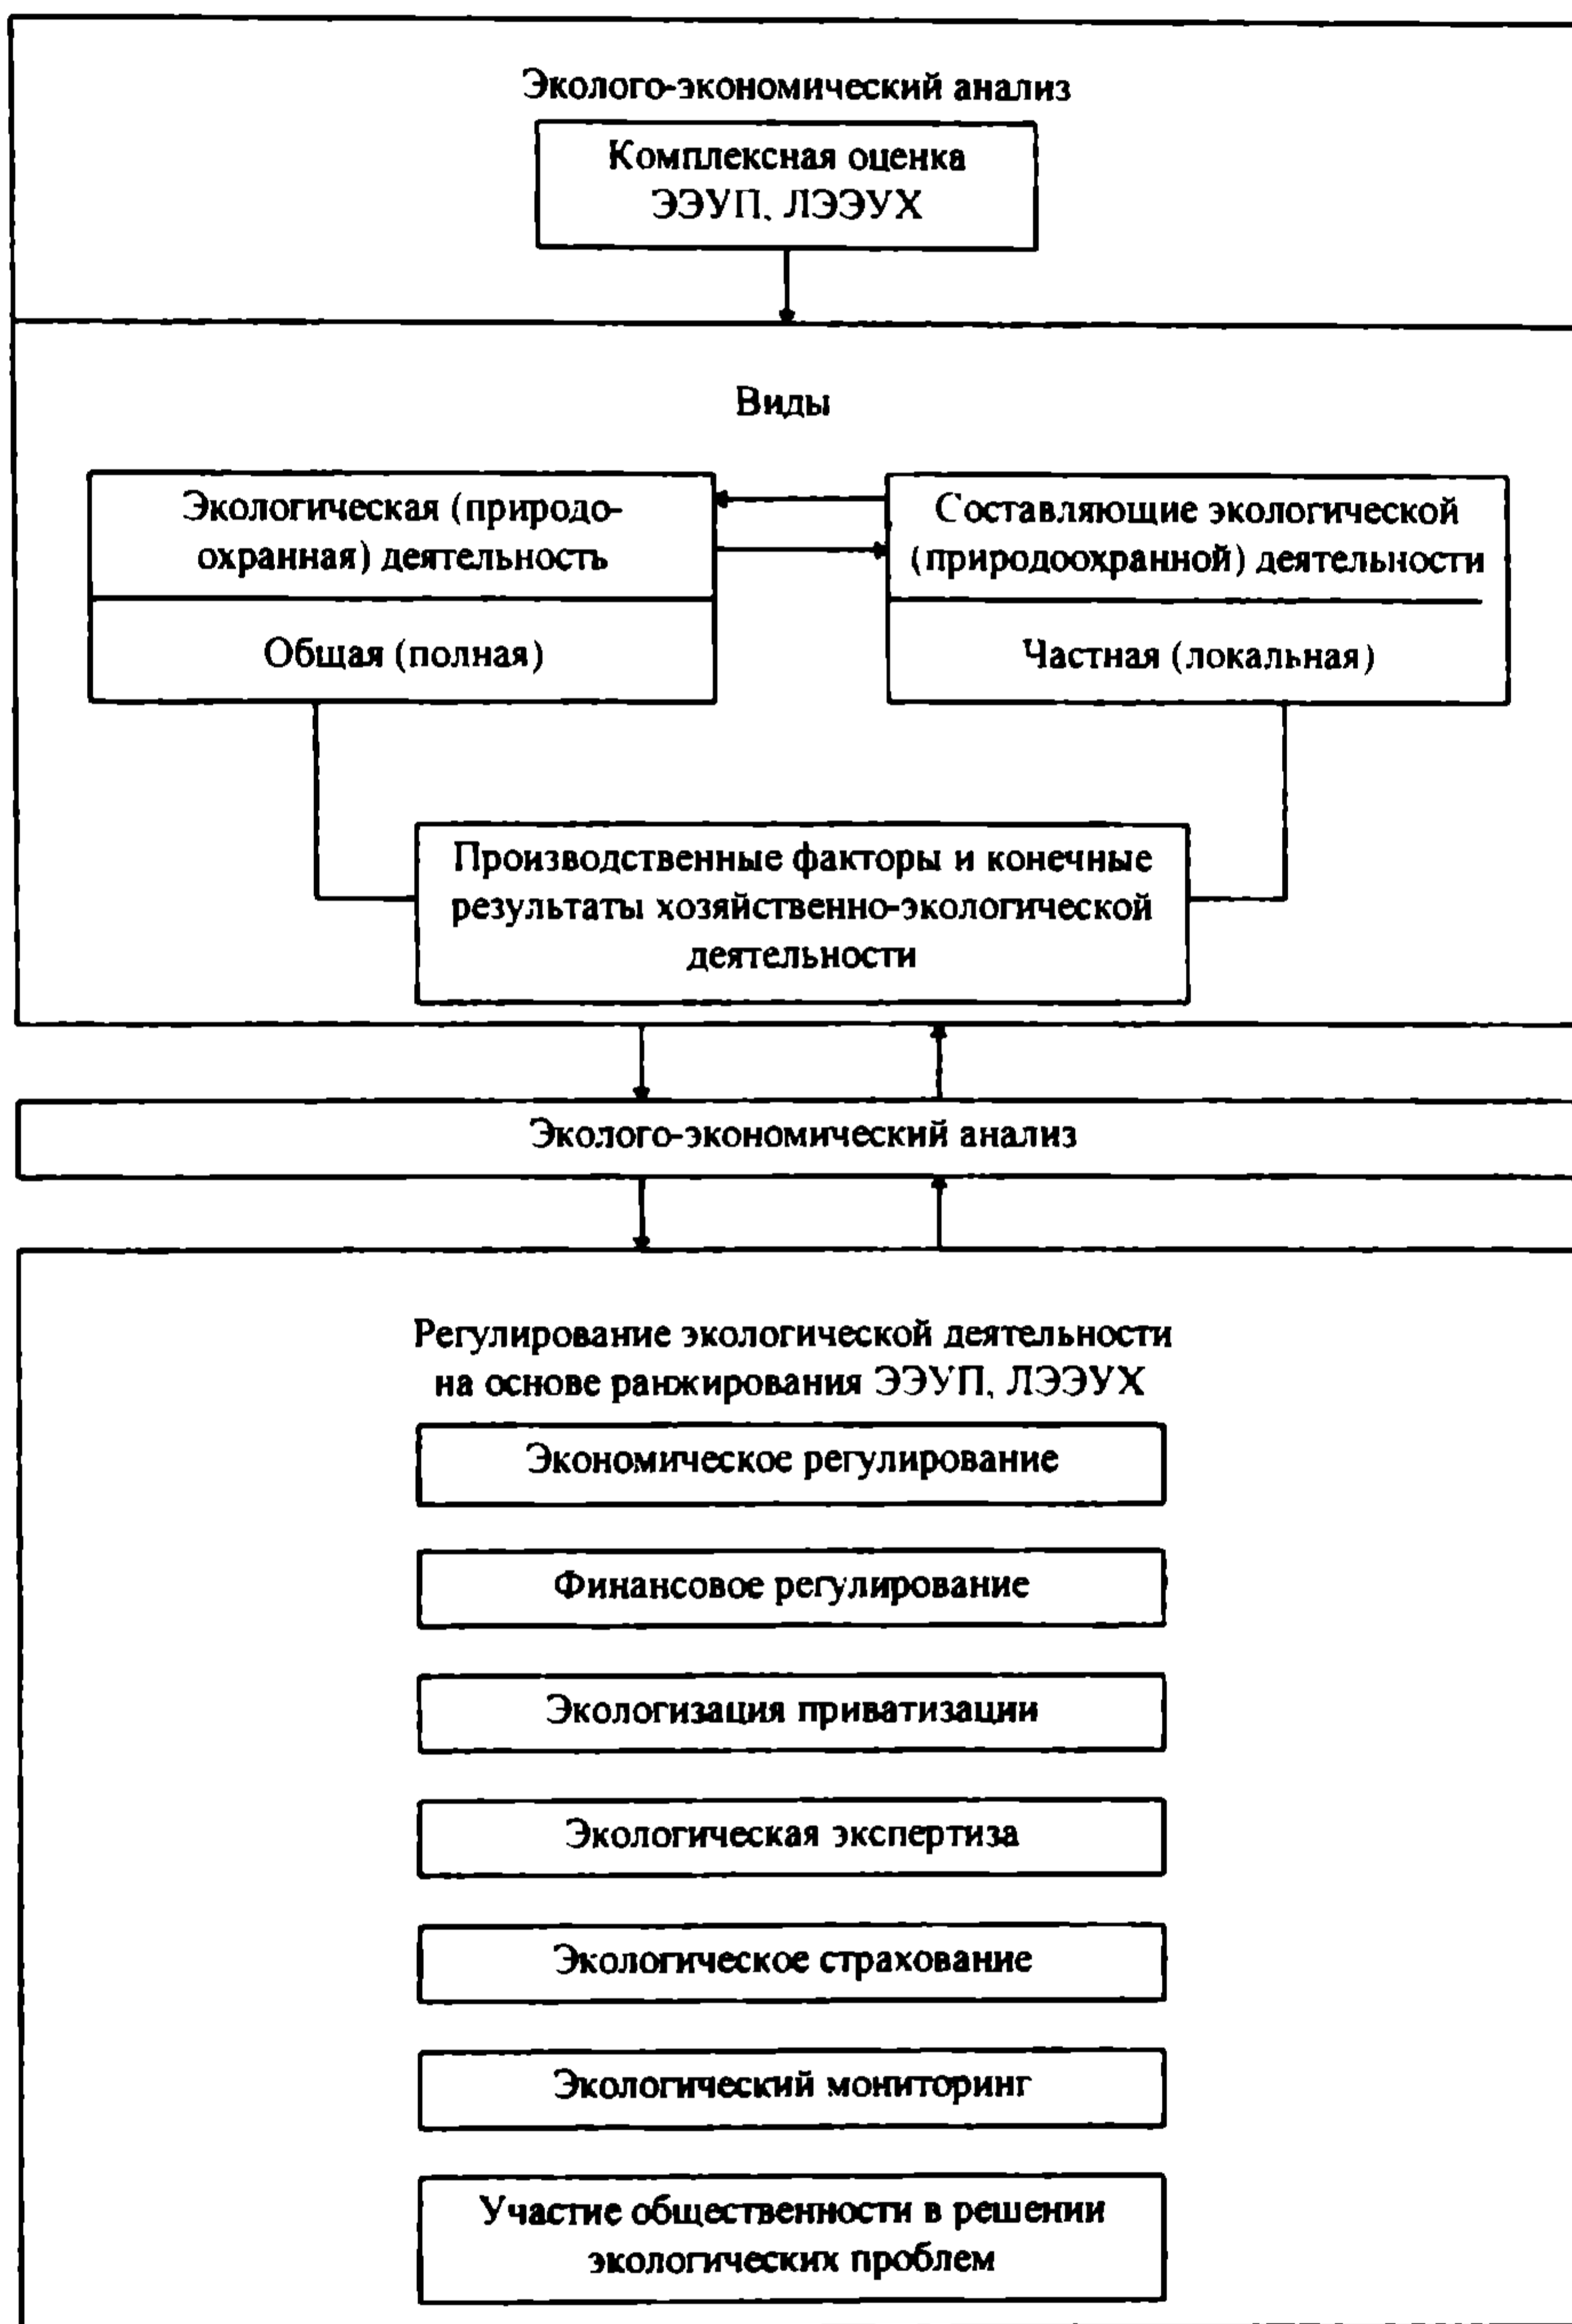 Эколого-экономический анализ
Комплексная оценка
ЭЭУП, ЛЭЭУХ
Виды
Экологическая (природо-
охранная) деятельность
Общая (полная)
Составляющие экологической
(природоохранной) деятельности
Частная (локальная)
Производственные факторы и конечные
результаты хозяйственно-экологической
деятельности
Эколого-экономический анализ
Регулирование экологической деятельности
на основе ранжирования ЭЭУП, ЛЭЭУХ
Экономическое регулирование
Финансовое регулирование
Экологизация приватизации
Экологическая экспертиза
Экологическое страхование
Экологический мониторинг
Участие общественности в решении
экологических проблем